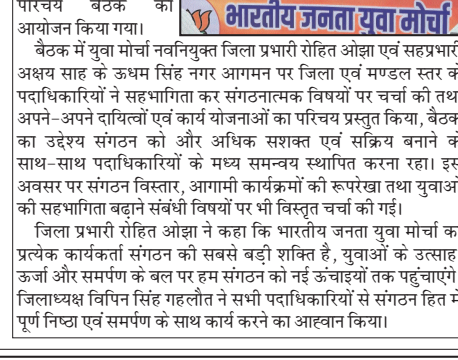 परिचय बैठक का
आयोजन किया गया।
भारतीय जनता युवा मोर्चा
बैठक में युवा मोर्चा नवनियुक्त जिला प्रभारी रोहित ओझा एवं सहप्रभारी
अक्षय साह के ऊधम सिंह नगर आगमन पर जिला एवं मण्डल स्तर के
पदाधिकारियों ने सहभागिता कर संगठनात्मक विषयों पर चर्चा की तथ
अपने-अपने दायित्वों एवं कार्य योजनाओं का परिचय प्रस्तुत किया, बैठक
का उद्देश्य संगठन को और अधिक सशक्त एवं सक्रिय बनाने के
साथ-साथ पदाधिकारियों के मध्य समन्वय स्थापित करना रहा। इस
अवसर पर संगठन विस्तार, आगामी कार्यक्रमों की रूपरेखा तथा युवाओं
की सहभागिता बढ़ाने संबंधी विषयों पर भी विस्तृत चर्चा की गई।
जिला प्रभारी रोहित ओझा ने कहा कि भारतीय जनता युवा मोर्चा का
प्रत्येक कार्यकर्ता संगठन की सबसे बड़ी शक्ति है, युवाओं के उत्साह
ऊर्जा और समर्पण के बल पर हम संगठन को नई ऊंचाइयों तक पहुंचाएंगे
जिलाध्यक्ष विपिन सिंह गहलौत ने सभी पदाधिकारियों से संगठन हित में
पूर्ण निष्ठा एवं समर्पण के साथ कार्य करने का आह्वान किया।